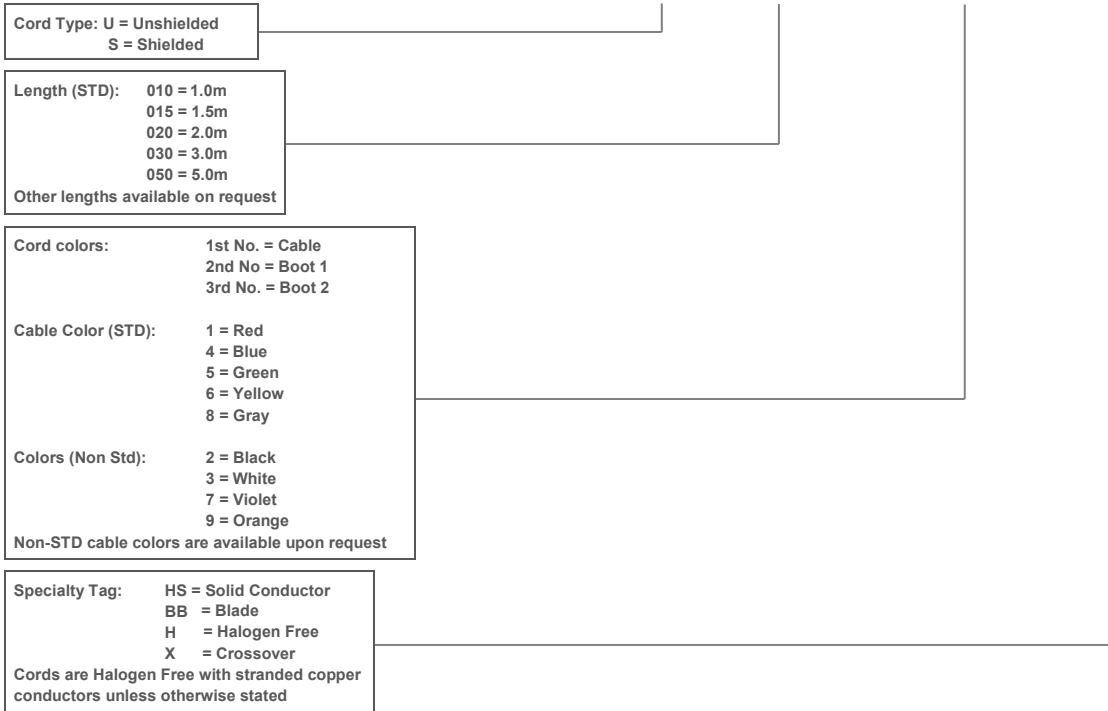 Cord Type: U = Unshielded
S = Shielded
Length (STD): 010 = 1.0m
015 = 1.5m
020 = 2.0m
030 = 3.0m
050 = 5.0m
Other lengths available on request
Cord colors: 1st No. = Cable
2nd No = Boot 1
3rd No. = Boot 2
Cable Color (STD): 1 = Red
4 = Blue
5 = Green
6 = Yellow
8 = Gray
Colors (Non Std): 2 = Black
3 = White
7 = Violet
9 = Orange
Non-STD cable colors are available upon request
Specialty Tag: HS = Solid Conductor
BB = Blade
H = Halogen Free
X = Crossover
Cords are Halogen Free with stranded copper
conductors unless otherwise stated